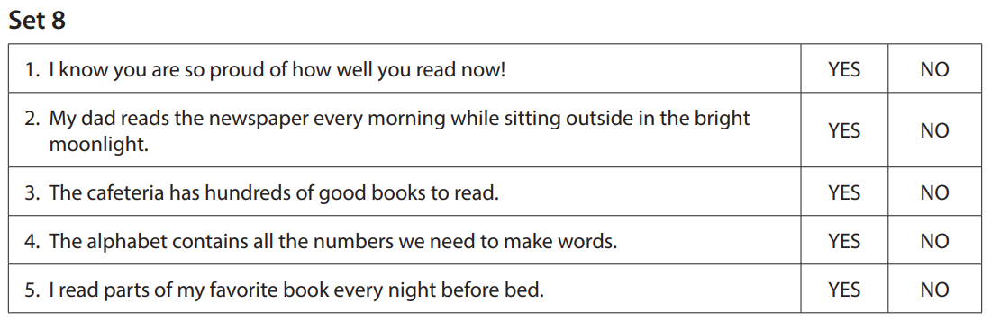 Set 8
1. I know you are so proud of how well you read now! YES NO
2. My dad reads the newspaper every morning while sitting outside in the bright
moonlight. YES NO
3. The cafeteria has hundreds of good books to read. YES NO
4. The alphabet contains all the numbers we need to make words. YES NO
5. I read parts of my favorite book every night before bed. YES NO